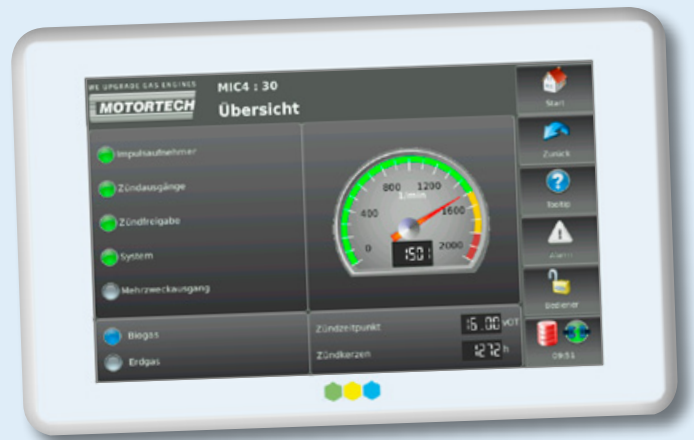 WE UPGRADE GAS ENGINES
MOTORTECH
MIC4 : 30
Übersicht
Impulsaufnehmer
Zündausgänge
Zündfreigabe
System
Mehrzweckausgang
Biogas
Erdgas
0
400
800
1200
1600
2000
1/min
1501
Zündzeitpunkt 16.00 vOT
Zündkerzen 1272 h
Start
Zurück
Tooltip
Alarm
Bediener
09:51